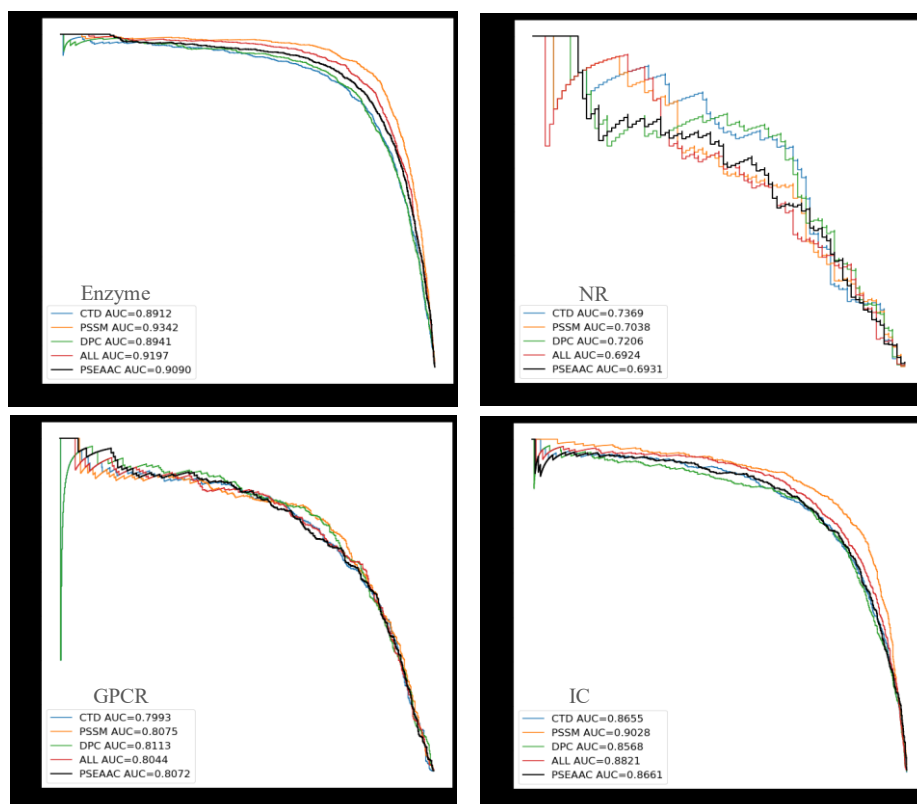 Enzyme
CTD AUC=0.8912
PSSM AUC=0.9342
DPC AUC=0.8941
ALL AUC=0.9197
PSEAAC AUC=0.9090
NR
CTD AUC=0.7369
PSSM AUC=0.7038
DPC AUC=0.7206
ALL AUC=0.6924
PSEAAC AUC=0.6931
GPCR
CTD AUC=0.7993
PSSM AUC=0.8075
DPC AUC=0.8113
ALL AUC=0.8044
PSEAAC AUC=0.8072
IC
CTD AUC=0.8655
PSSM AUC=0.9028
DPC AUC=0.8568
ALL AUC=0.8821
PSEAAC AUC=0.8661